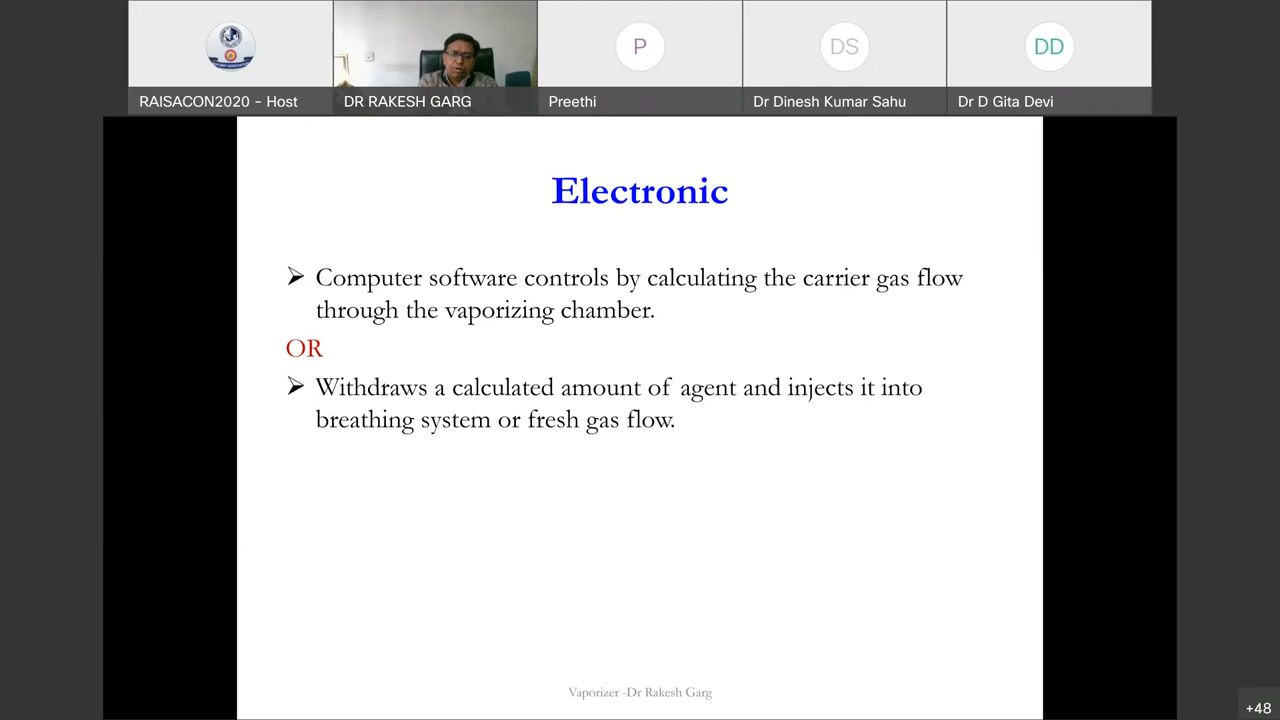 P
DS
DD
RAISACON2020 - Host
DR RAKESH GARG
Preethi
Dr Dinesh Kumar Sahu
Dr D Gita Devi
Electronic
➢ Computer software controls by calculating the carrier gas flow
through the vaporizing chamber.
OR
➢ Withdraws a calculated amount of agent and injects it into
breathing system or fresh gas flow.
Vaporizer -Dr Rakesh Garg
+48